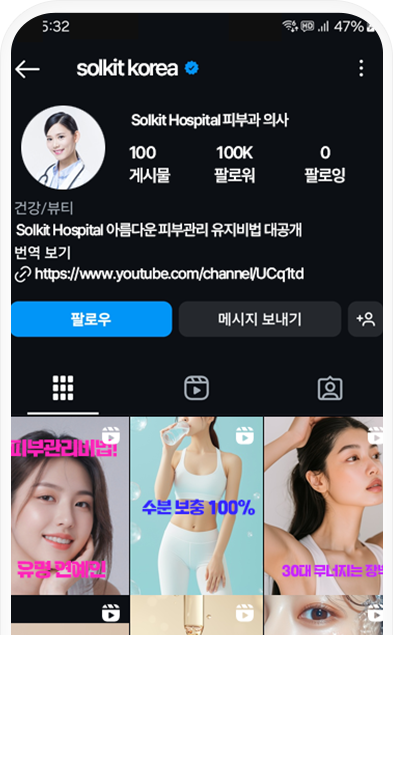 5:32
HD 47%
solkit korea
Solkit Hospital 피부과 의사
100 100K 0
게시물 팔로워 팔로잉
건강/뷰티
Solkit Hospital 아름다운 피부관리 유지비법 대공개
번역 보기
https://www.youtube.com/channel/UCq1td
팔로우 메시지 보내기
피부관리비법!
유명 연예인
수분 보충 100%
30대 무너지는 장벽